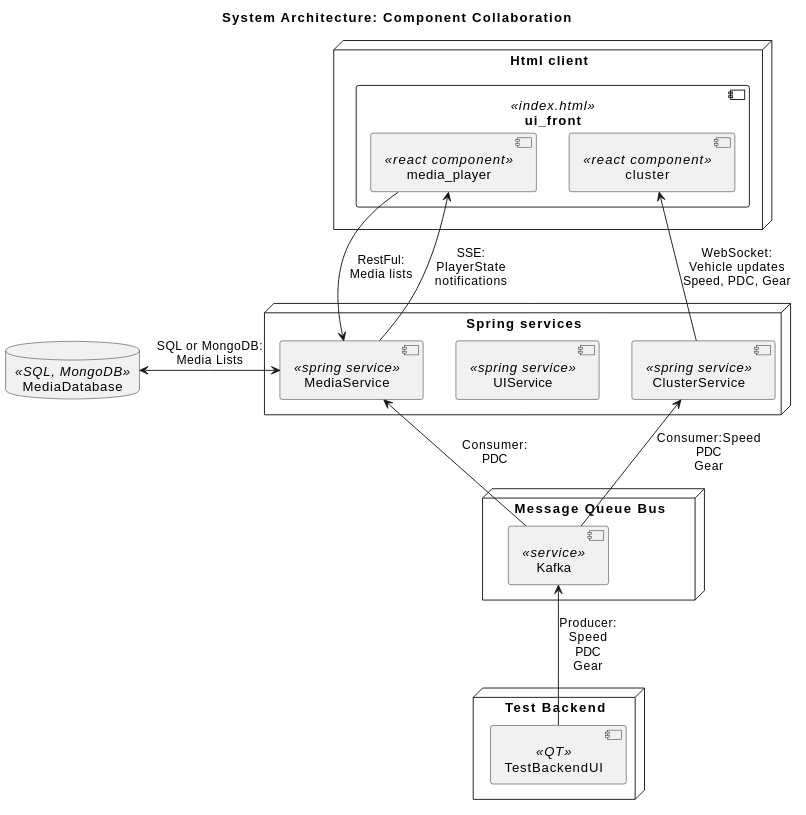 System Architecture: Component Collaboration
Html client
«index.html»
ui_front
«react component»
media_player
«react component»
cluster
RestFul:
Media lists
SSE:
PlayerState
notifications
WebSocket:
Vehicle updates
Speed, PDC, Gear
Spring services
SQL or MongoDB:
Media Lists
«SQL, MongoDB»
MediaDatabase
«spring service»
MediaService
«spring service»
UIService
«spring service»
ClusterService
Consumer:
PDC
Consumer:Speed
PDC
Gear
Message Queue Bus
«service»
Kafka
Producer:
Speed
PDC
Gear
Test Backend
«QT»
TestBackendUI